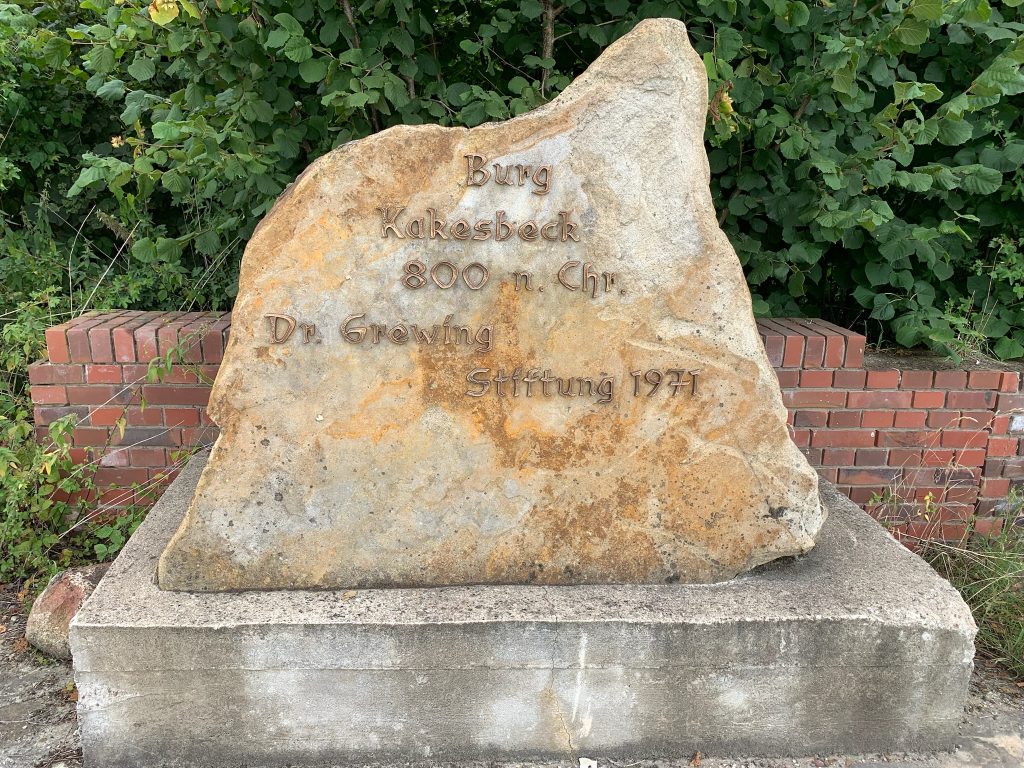 Burg
Kakesbeck
800 n. Chr.
Dr. Grewing
Stiftung 1971